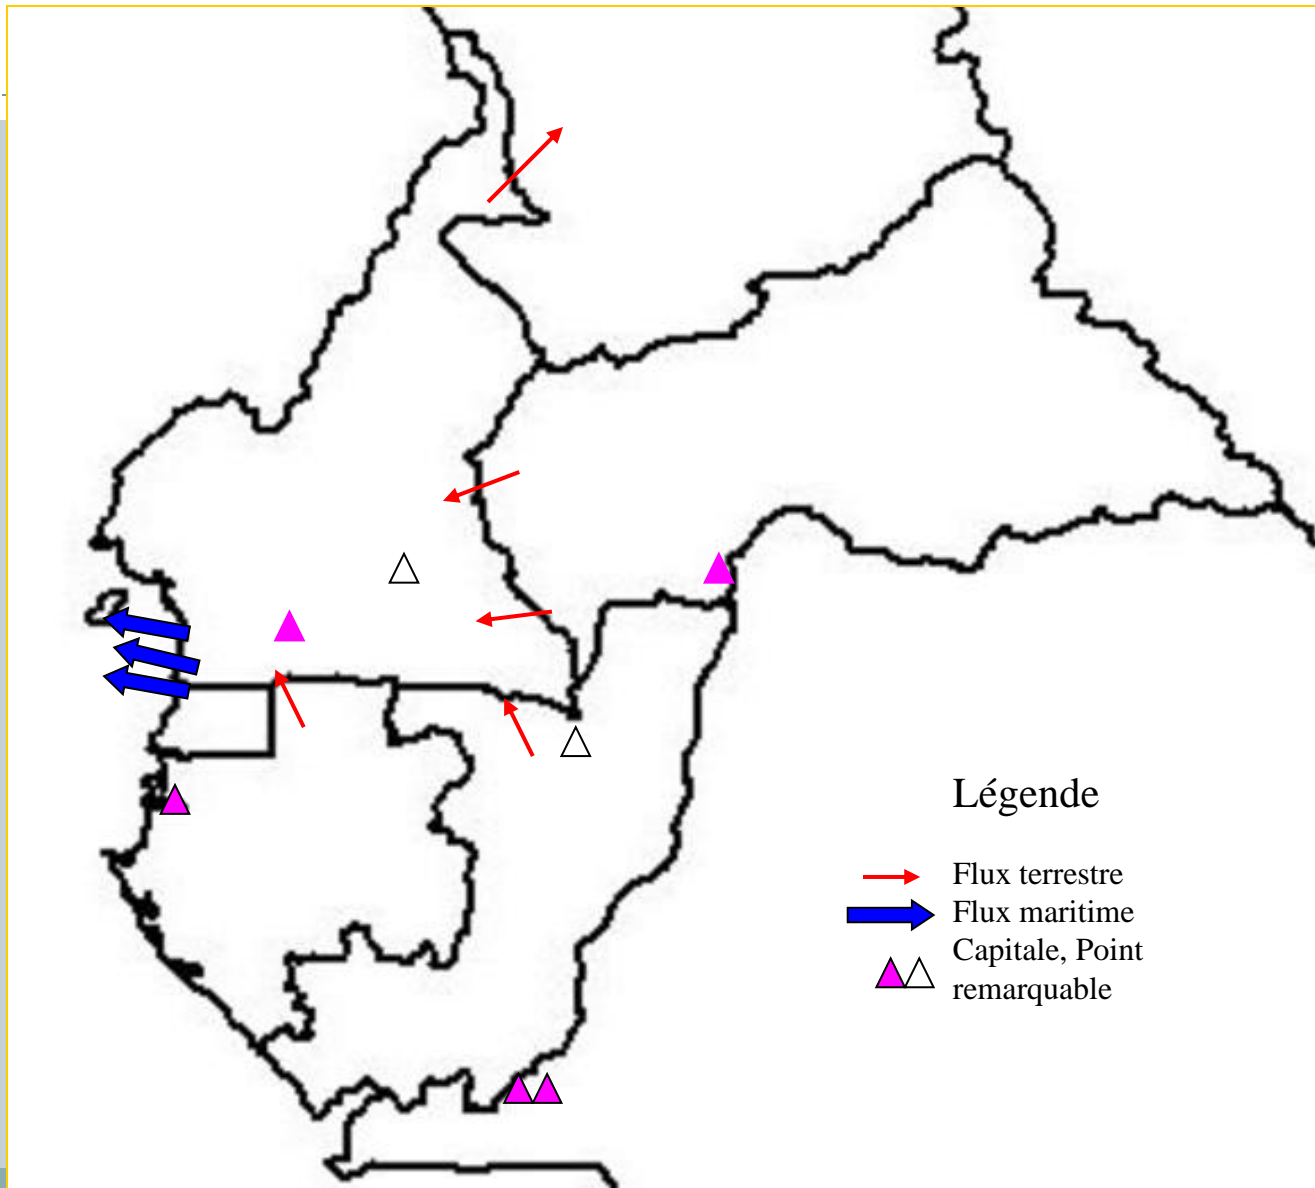 Légende
Flux terrestre
Flux maritime
Capitale, Point
remarquable